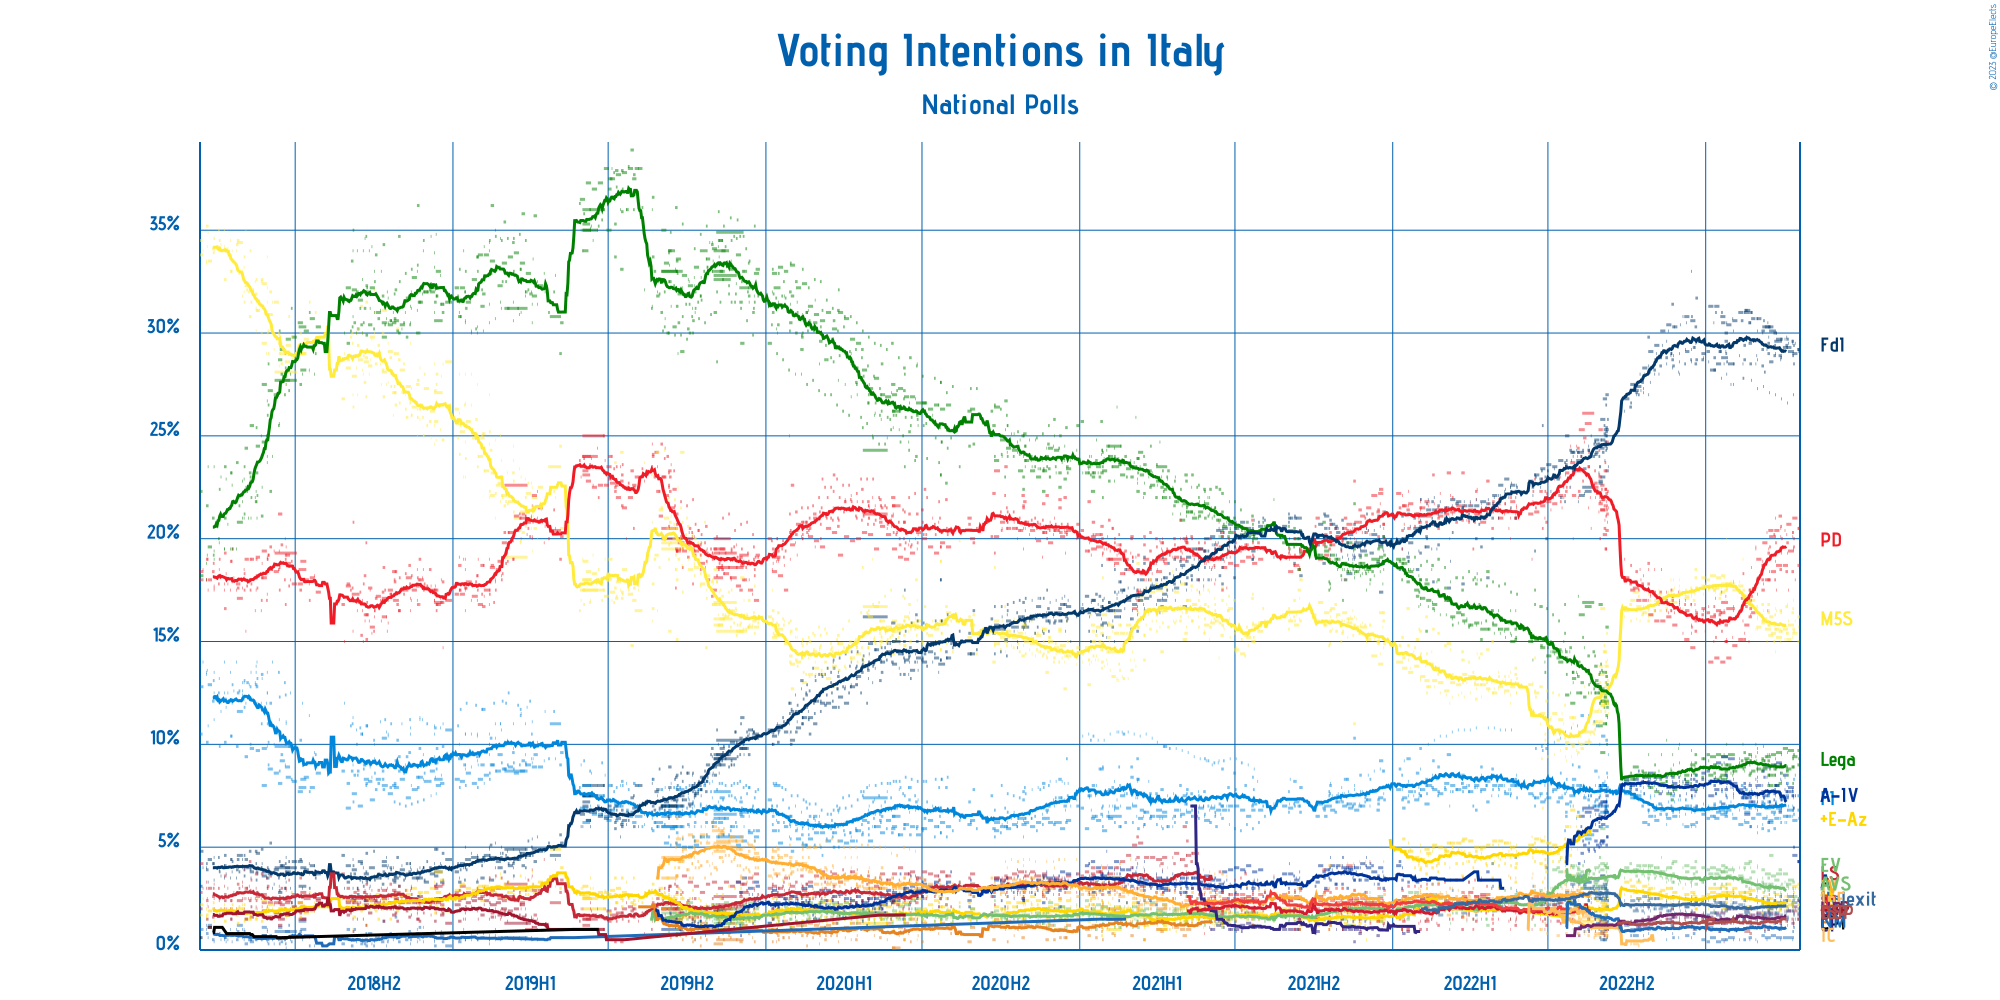 Voting Intentions in Italy
National Polls
© 2023 @EuropeElects
35%
30%
25%
20%
15%
10%
5%
0%
FdI
PD
M5S
Lega
A-IV
+E-Az
EV
AVS
Italexit
IC
2018H2
2019H1
2019H2
2020H1
2020H2
2021H1
2021H2
2022H1
2022H2